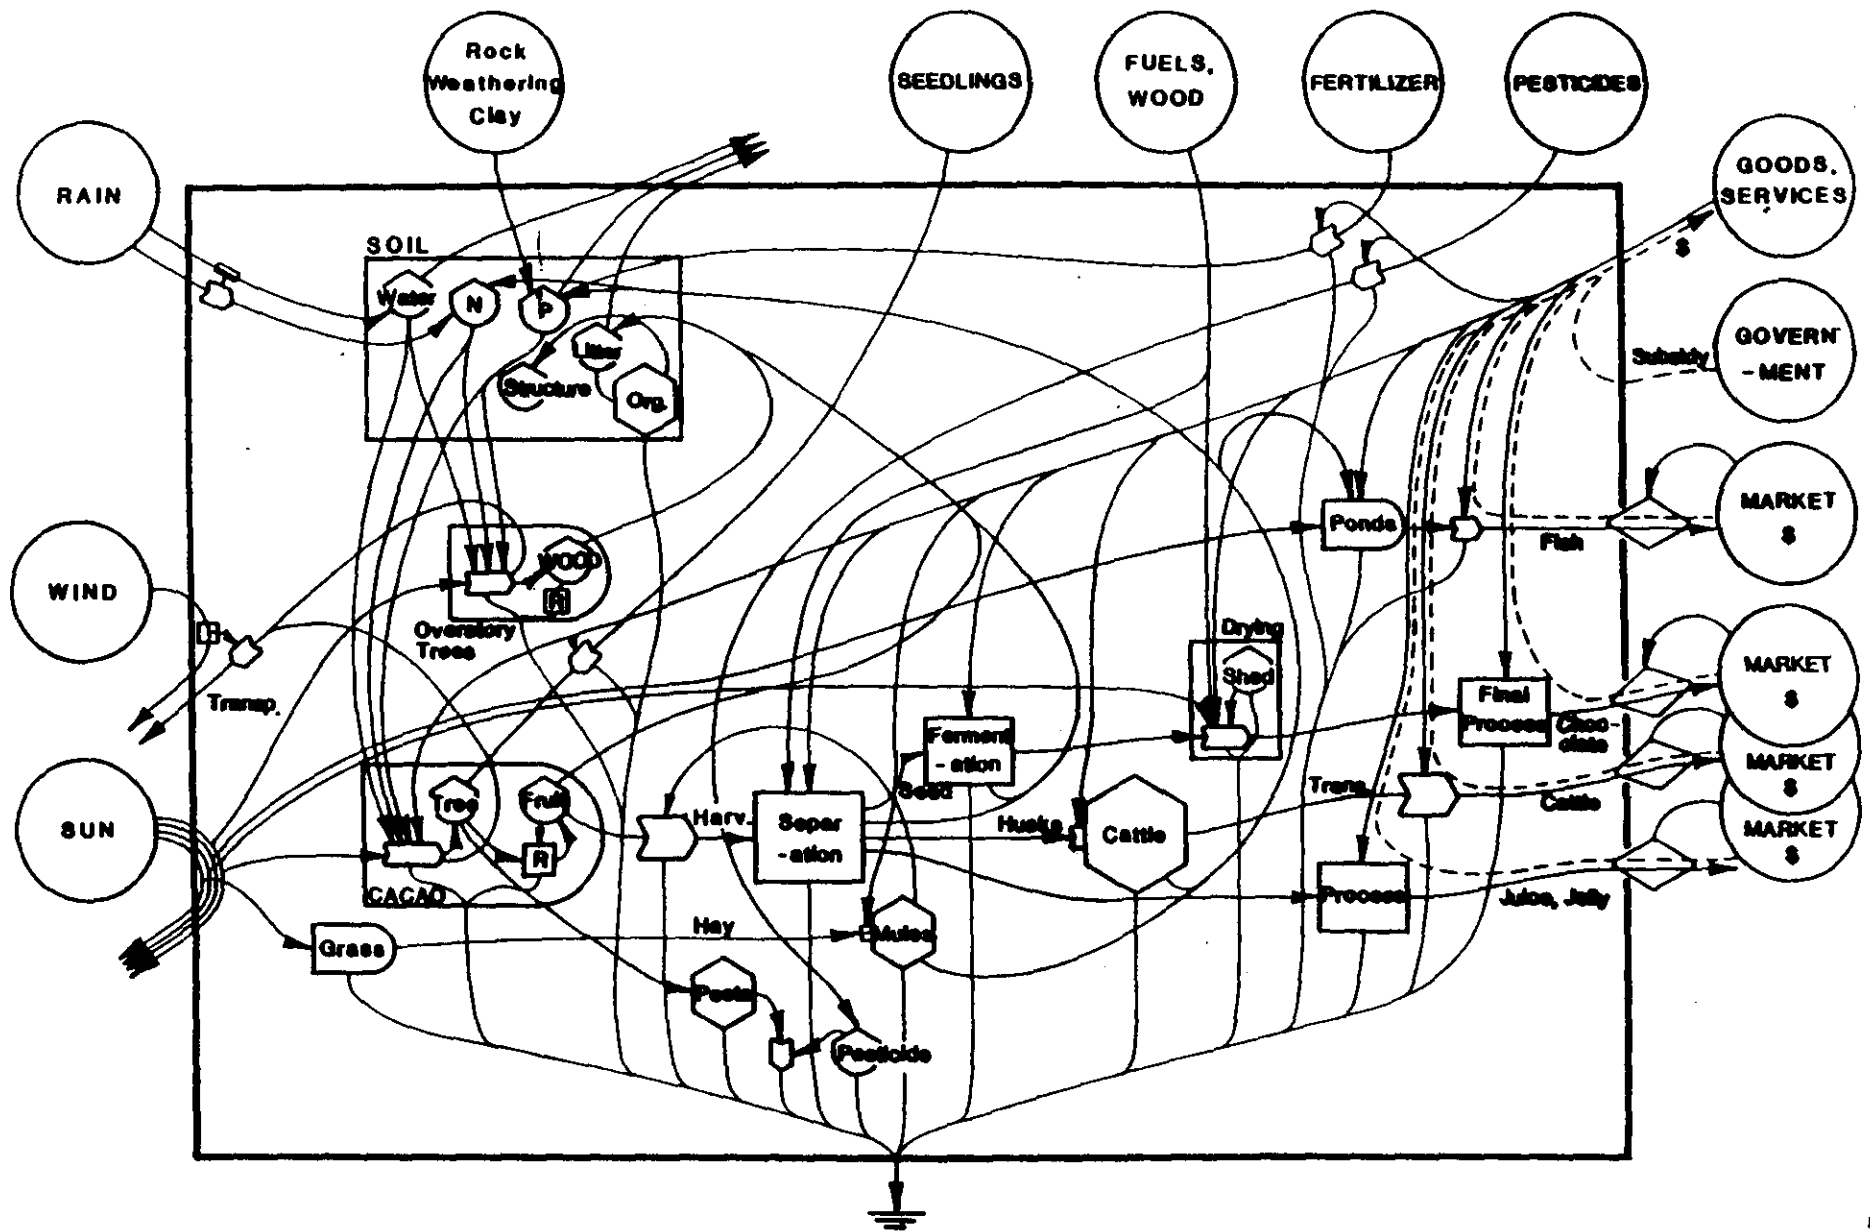 Rock
Weathering
Clay
SEEDLINGS
FUELS,
WOOD
FERTILIZER
PESTICIDES
GOODS,
SERVICES
$
RAIN
SOIL
Water
N
P
Litter
Structure
Org.
GOVERN
-MENT
Subsidy
MARKET
$
Ponds
Fish
WIND
WOOD
R
Overstory
Trees
Transp.
Drying
Shed
Final
Process
Choc-
olate
MARKET
$
Ferment
-ation
Seed
Trans.
Cattle
MARKET
$
SUN
Tree
Fruit
R
CACAO
Harv.
Separ
-ation
Husks
Cattle
MARKET
$
Process
Juice, Jelly
Grass
Hay
Mules
Pests
Pesticide